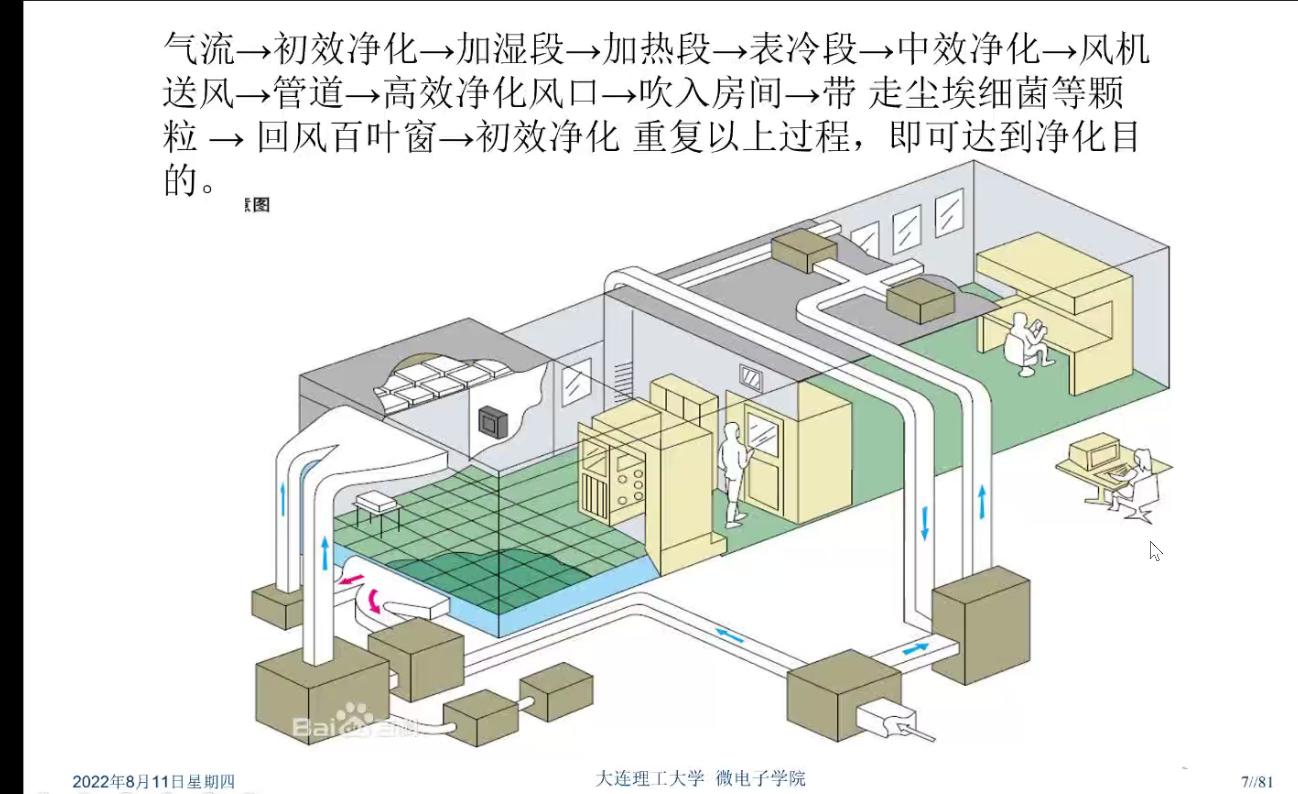 气流→初效净化→加湿段→加热段→表冷段→中效净化→风机
送风→管道→高效净化风口→吹入房间→带 走尘埃细菌等颗
粒 → 回风百叶窗→初效净化 重复以上过程，即可达到净化目
的。
意图
Bai 百科
2022年8月11日星期四
大连理工大学 微电子学院
7//81